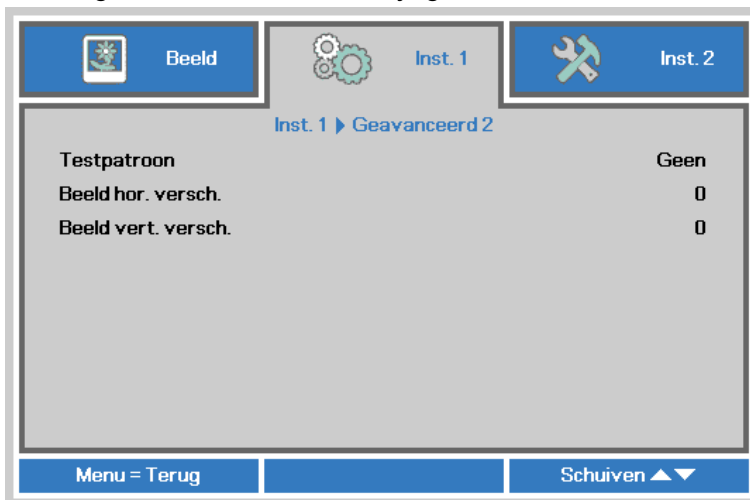 Beeld
Inst. 1
Inst. 2
Inst. 1 Geavanceerd 2
Testpatroon Geen
Beeld hor. versch. 0
Beeld vert. versch. 0
Menu = Terug
Schuiven